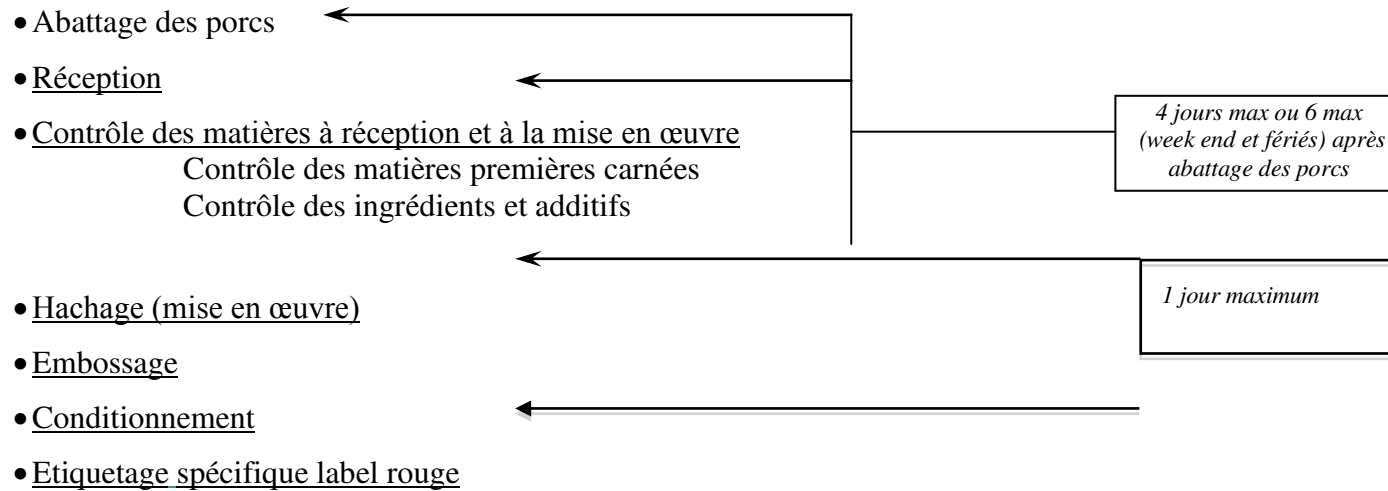 • Abattage des porcs
• Réception
• Contrôle des matières à réception et à la mise en œuvre
Contrôle des matières premières carnées
Contrôle des ingrédients et additifs
4 jours max ou 6 max
(week end et fériés) après
abattage des porcs
1 jour maximum
• Hachage (mise en œuvre)
• Embossage
• Conditionnement
• Etiquetage spécifique label rouge